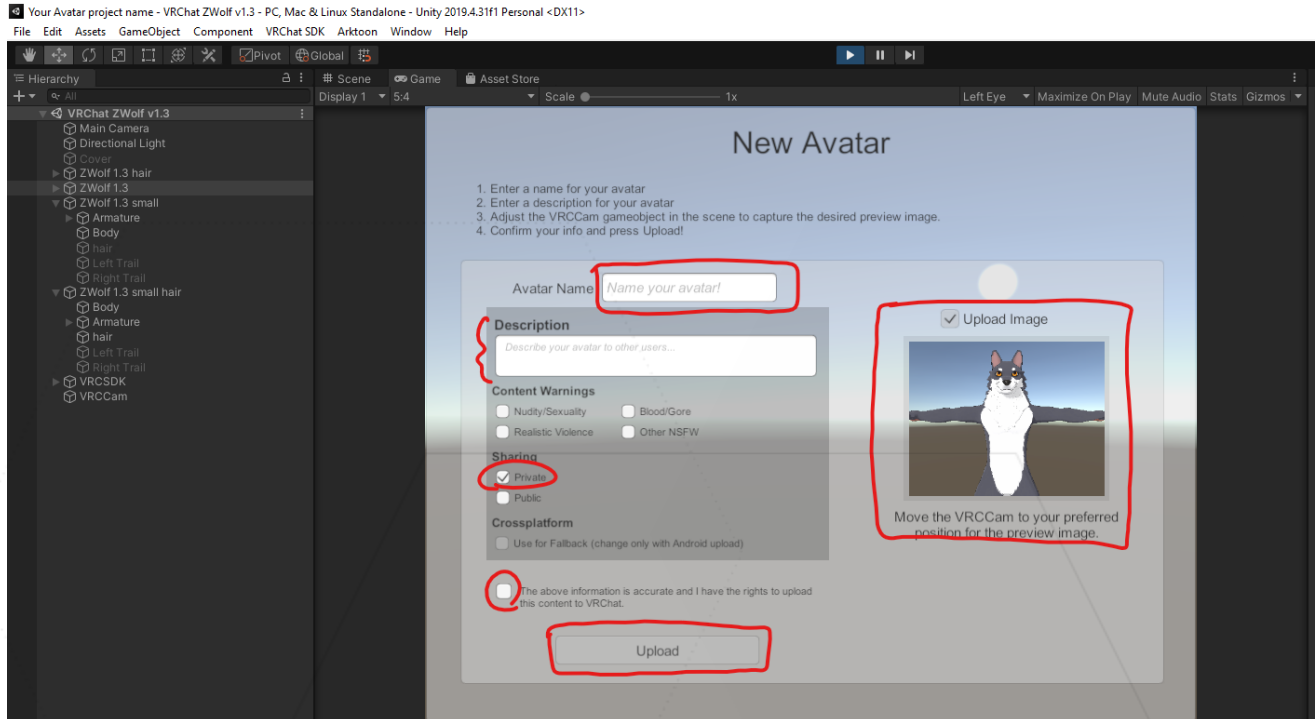 Your Avatar project name - VRChat ZWolf v1.3 - PC, Mac & Linux Standalone - Unity 2019.4.31f1 Personal <DX11>
File Edit Assets GameObject Component VRChat SDK Arktoon Window Help
Pivot Global
Hierarchy
All
VRChat ZWolf v1.3
Main Camera
Directional Light
Cover
ZWolf 1.3 hair
ZWolf 1.3
ZWolf 1.3 small
Armature
Body
hair
Left Trail
Right Trail
ZWolf 1.3 small hair
Body
Armature
hair
Left Trail
Right Trail
VRCSDK
VRCCam
Scene Game Asset Store
Display 1 5:4 Scale 1x Left Eye Maximize On Play Mute Audio Stats Gizmos
New Avatar
1. Enter a name for your avatar
2. Enter a description for your avatar
3. Adjust the VRCCam gameobject in the scene to capture the desired preview image.
4. Confirm your info and press Upload!
Avatar Name Name your avatar!
Description
Describe your avatar to other users...
Content Warnings
Nudity/Sexuality Blood/Gore
Realistic Violence Other NSFW
Sharing
Private
Public
Crossplatform
Use for Fallback (change only with Android upload)
The above information is accurate and I have the rights to upload
this content to VRChat.
Upload
Upload Image
Move the VRCCam to your preferred
position for the preview image.